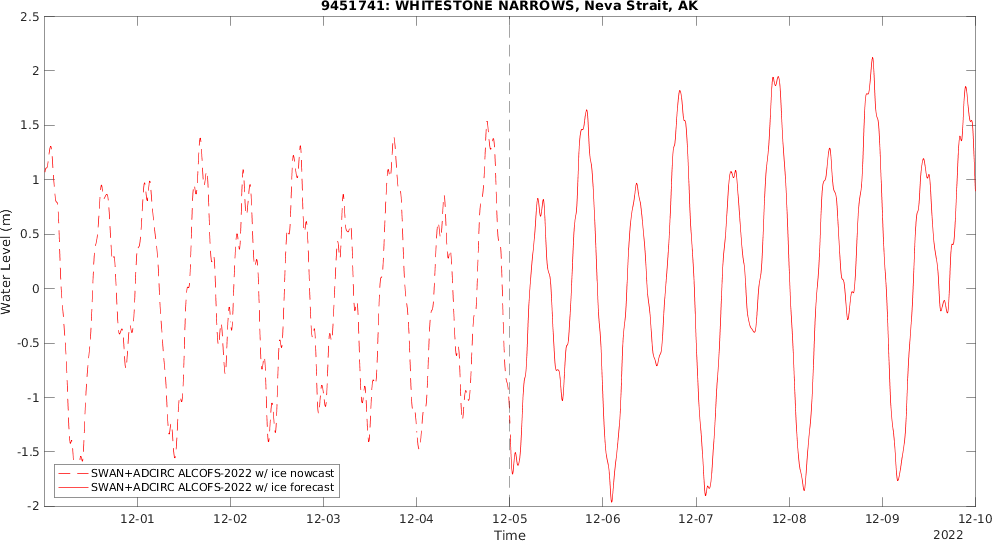 9451741: WHITESTONE NARROWS, Neva Strait, AK
2.5
2
1.5
1
0.5
0
-0.5
-1
-1.5
-2
Water Level (m)
SWAN+ADCIRC ALCOFS-2022 w/ ice nowcast
SWAN+ADCIRC ALCOFS-2022 w/ ice forecast
12-01 12-02 12-03 12-04 12-05 12-06 12-07 12-08 12-09 12-10
Time
2022